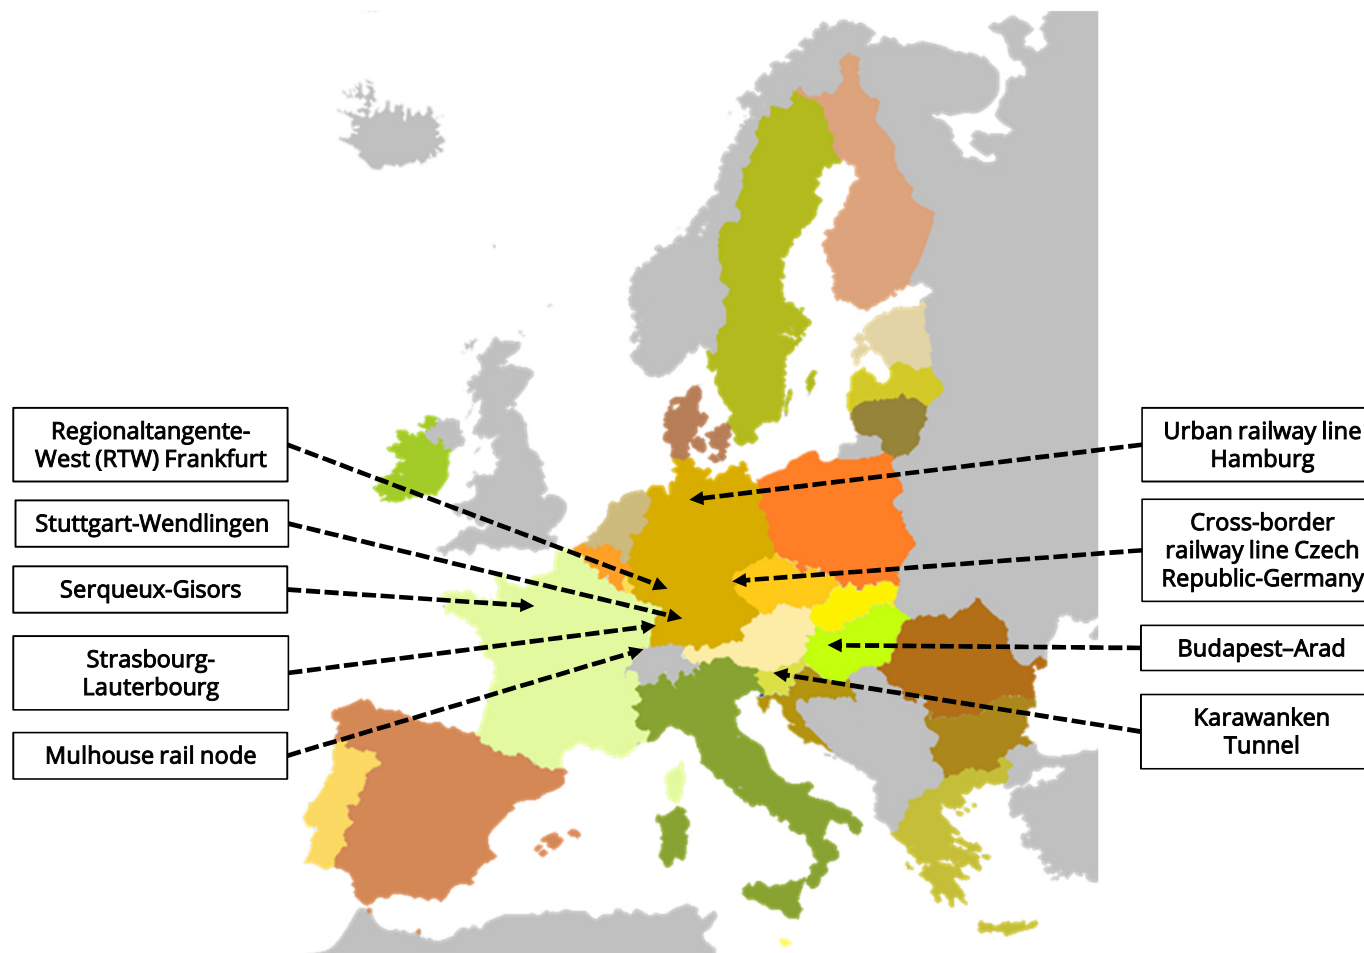 Regionaltangente-
West (RTW) Frankfurt
Stuttgart-Wendlingen
Serqueux-Gisors
Strasbourg-
Lauterbourg
Mulhouse rail node
Urban railway line
Hamburg
Cross-border
railway line Czech
Republic-Germany
Budapest–Arad
Karawanken
Tunnel